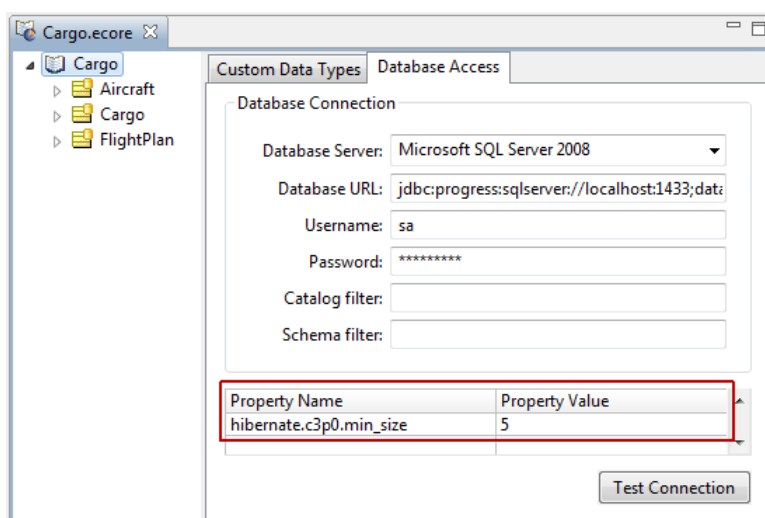 Cargo.ecore
Cargo
Aircraft
Cargo
FlightPlan
Custom Data Types Database Access
Database Connection
Database Server: Microsoft SQL Server 2008
Database URL: jdbc:progress:sqlserver://localhost:1433;data
Username: sa
Password: *********
Catalog filter:
Schema filter:
Property Name Property Value
hibernate.c3p0.min_size 5
Test Connection